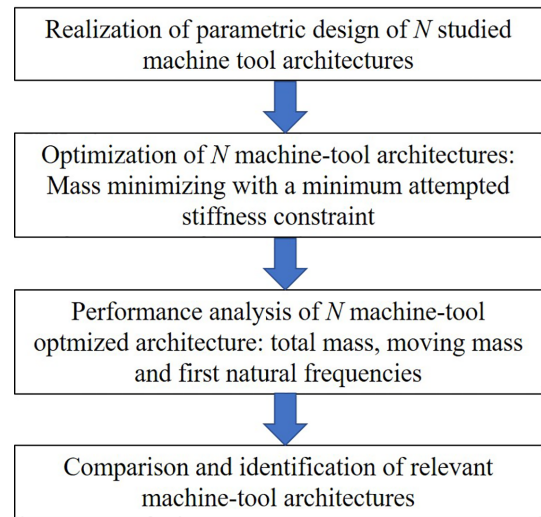 Realization of parametric design of N studied
machine tool architectures
Optimization of N machine-tool architectures:
Mass minimizing with a minimum attempted
stiffness constraint
Performance analysis of N machine-tool
optmized architecture: total mass, moving mass
and first natural frequencies
Comparison and identification of relevant
machine-tool architectures